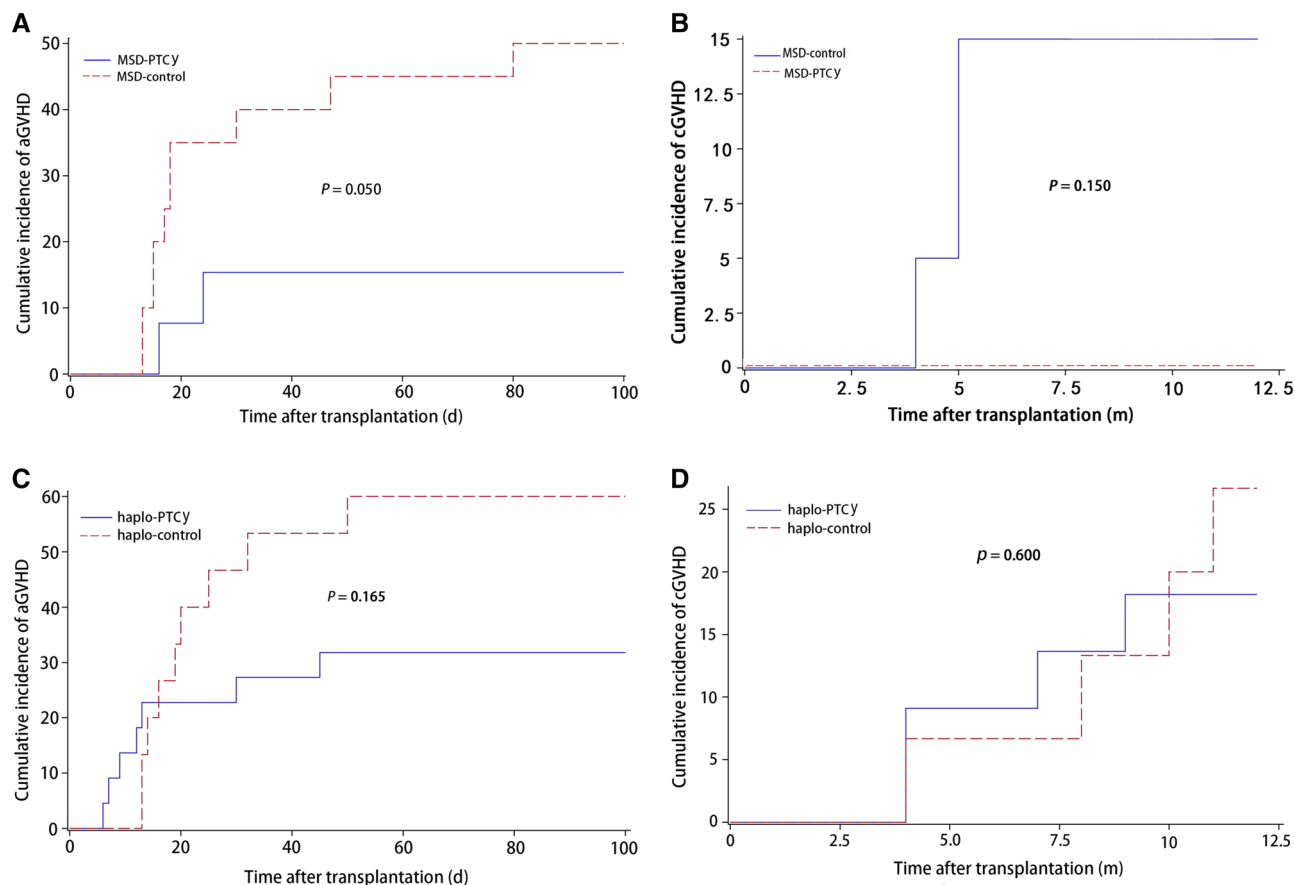 A
Cumulative incidence of aGVHD
50
40
30
20
10
0
MSD-PTCy
MSD-control
P = 0.050
0 20 40 60 80 100
Time after transplantation (d)
B
Cumulative incidence of cGVHD
15
12.5
10
7.5
5
2.5
0
MSD-control
MSD-PTCy
P = 0.150
0 2.5 5 7.5 10 12.5
Time after transplantation (m)
C
Cumulative incidence of aGVHD
60
50
40
30
20
10
0
haplo-PTCy
haplo-control
P = 0.165
0 20 40 60 80 100
Time after transplantation (d)
D
Cumulative incidence of cGVHD
25
20
15
10
5
0
haplo-PTCy
haplo-control
p = 0.600
0 2.5 5.0 7.5 10 12.5
Time after transplantation (m)